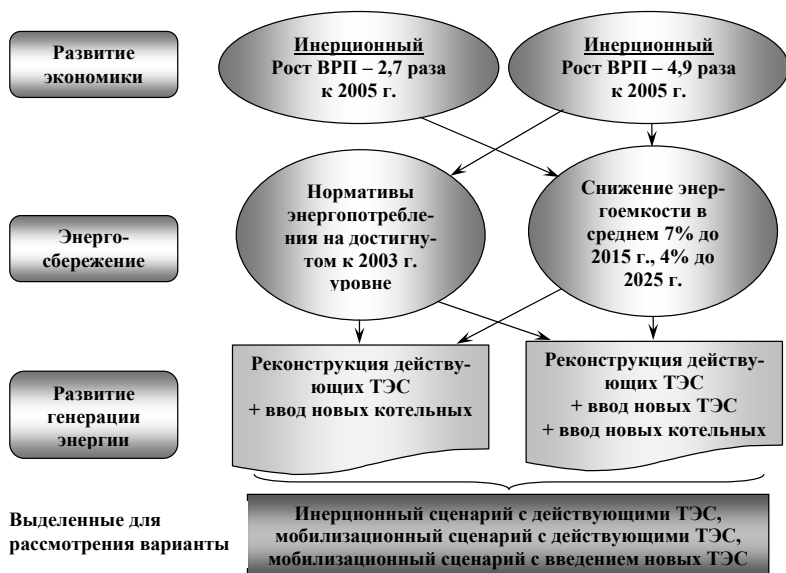 Развитие
экономики
Инерционный
Рост ВРП – 2,7 раза
к 2005 г.
Инерционный
Рост ВРП – 4,9 раза
к 2005 г.
Энерго-
сбережение
Нормативы
энергопотребле-
ния на достигну-
том к 2003 г.
уровне
Снижение энер-
гоемкости в
среднем 7% до
2015 г., 4% до
2025 г.
Развитие
генерации
энергии
Реконструкция действу-
ющих ТЭС
+ ввод новых котельных
Реконструкция действу-
ющих ТЭС
+ ввод новых ТЭС
+ ввод новых котельных
Выделенные для
рассмотрения варианты
Инерционный сценарий с действующими ТЭС,
мобилизационный сценарий с действующими ТЭС,
мобилизационный сценарий с введением новых ТЭС